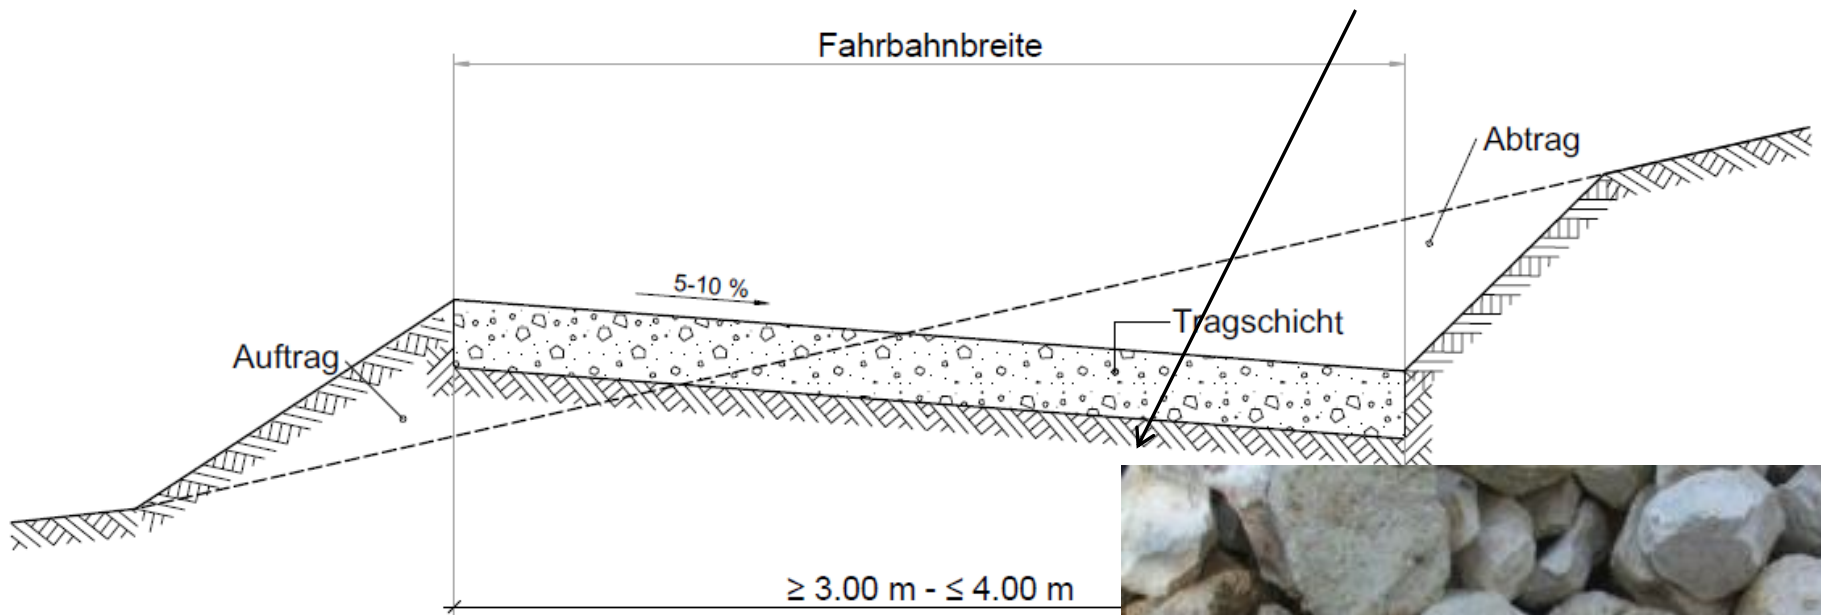 Fahrbahnbreite
Abtrag
5-10 %
Tragschicht
Auftrag
≥ 3.00 m - ≤ 4.00 m